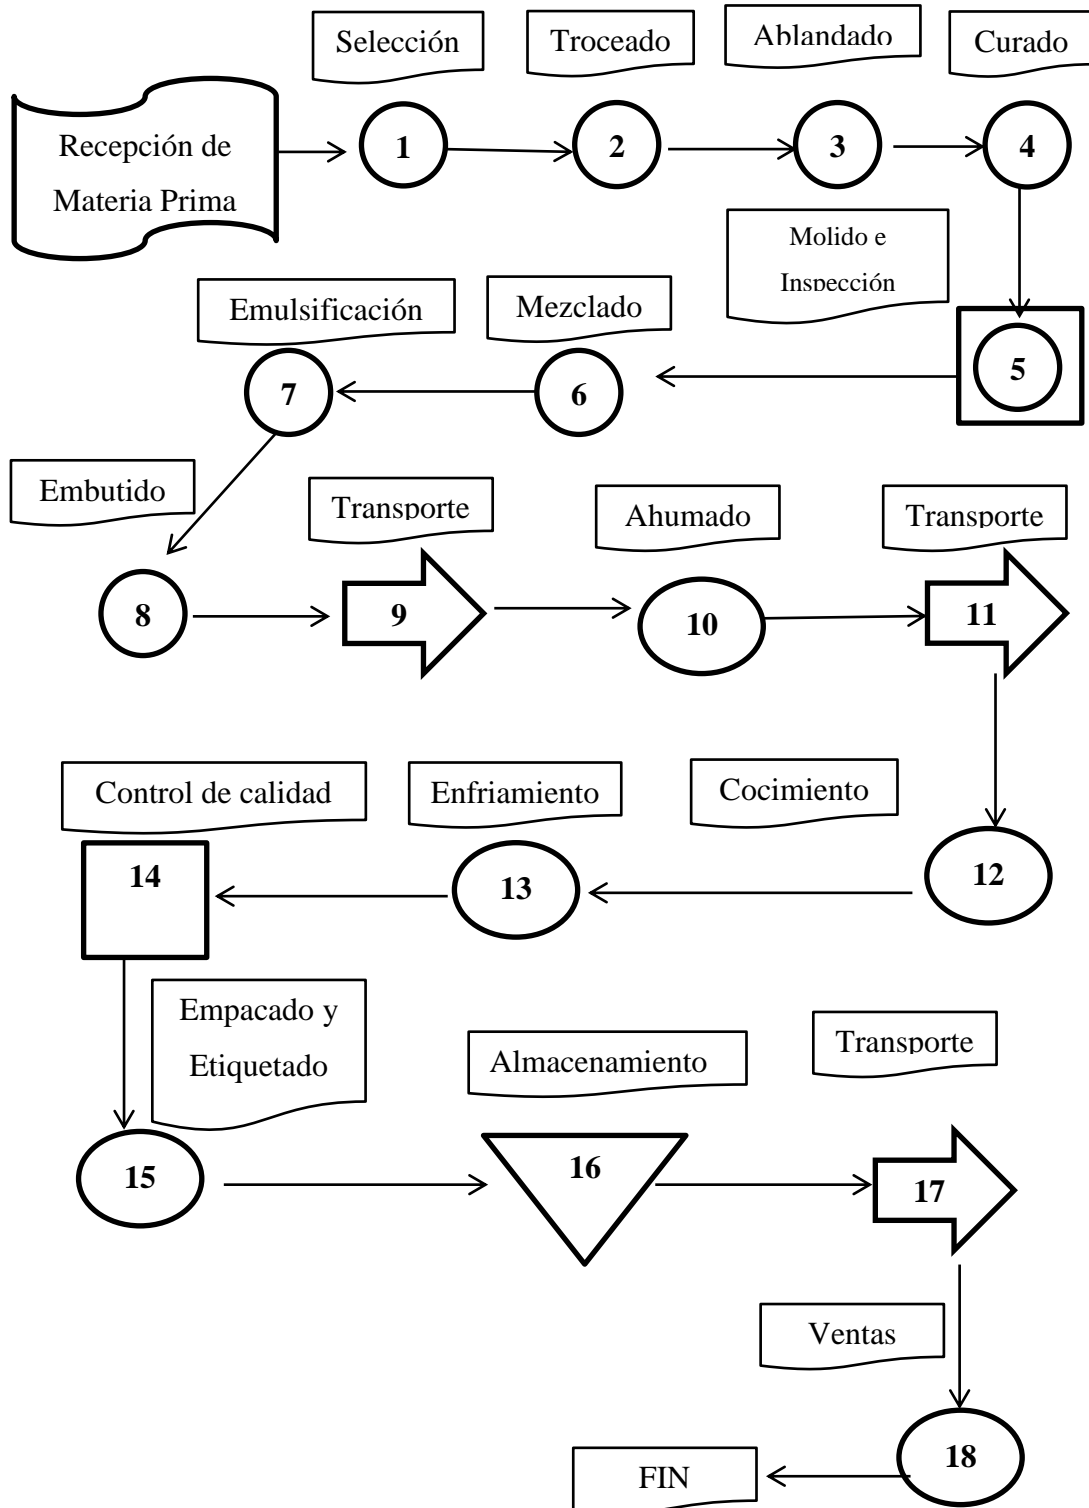 Selección
Troceado
Ablandado
Curado
Recepción de
Materia Prima
1
2
3
4
Molido e
Inspección
Emulsificación
Mezclado
7
6
5
Embutido
Transporte
Ahumado
Transporte
8
9
10
11
Control de calidad
Enfriamiento
Cocimiento
14
13
12
Empacado y
Etiquetado
Almacenamiento
Transporte
15
16
17
Ventas
18
FIN